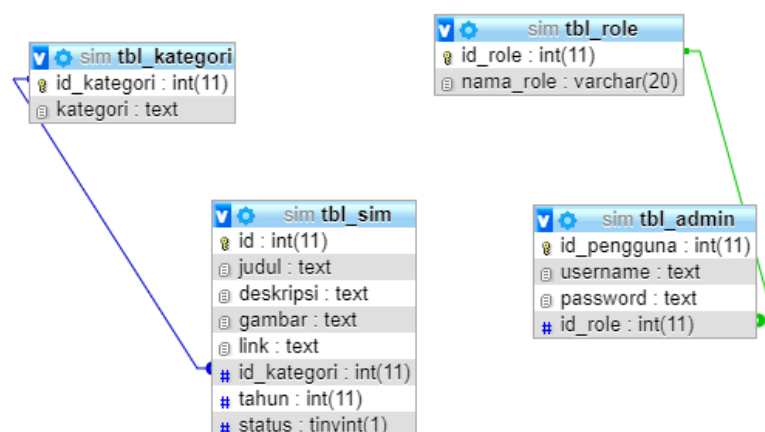 sim tbl_kategori
id_kategori : int(11)
kategori : text
sim tbl_role
id_role : int(11)
nama_role : varchar(20)
sim tbl_sim
id : int(11)
judul : text
deskripsi : text
gambar : text
link : text
# id_kategori : int(11)
# tahun : int(11)
# status : tinyint(1)
sim tbl_admin
id_pengguna : int(11)
username : text
password : text
# id_role : int(11)